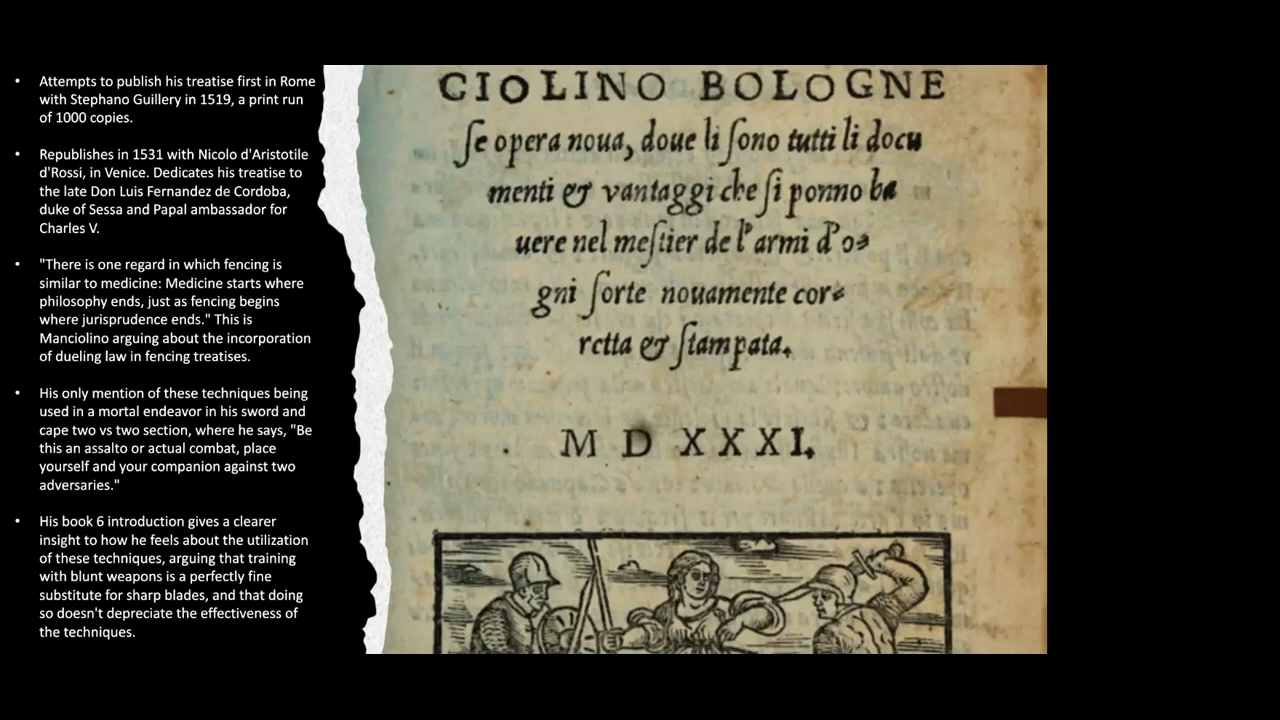 • Attempts to publish his treatise first in Rome
with Stephano Guillery in 1519, a print run
of 1000 copies.
• Republishes in 1531 with Nicolo d'Aristotile
d'Rossi, in Venice. Dedicates his treatise to
the late Don Luis Fernandez de Cordoba,
duke of Sessa and Papal ambassador for
Charles V.
• "There is one regard in which fencing is
similar to medicine: Medicine starts where
philosophy ends, just as fencing begins
where jurisprudence ends." This is
Manciolino arguing about the incorporation
of dueling law in fencing treatises.
• His only mention of these techniques being
used in a mortal endeavor in his sword and
cape two vs two section, where he says, "Be
this an assalto or actual combat, place
yourself and your companion against two
adversaries."
• His book 6 introduction gives a clearer
insight to how he feels about the utilization
of these techniques, arguing that training
with blunt weapons is a perfectly fine
substitute for sharp blades, and that doing
so doesn't depreciate the effectiveness of
the techniques.
CIOLINO BOLOGNE
ſe opera noua, doue li ſono tutti li docu
menti & vantaggi che ſi ponno ha
uere nel meſtier de l'armi d'o=
gni ſorte nouamente cor=
retta & ſtampata.
M D XXXI.